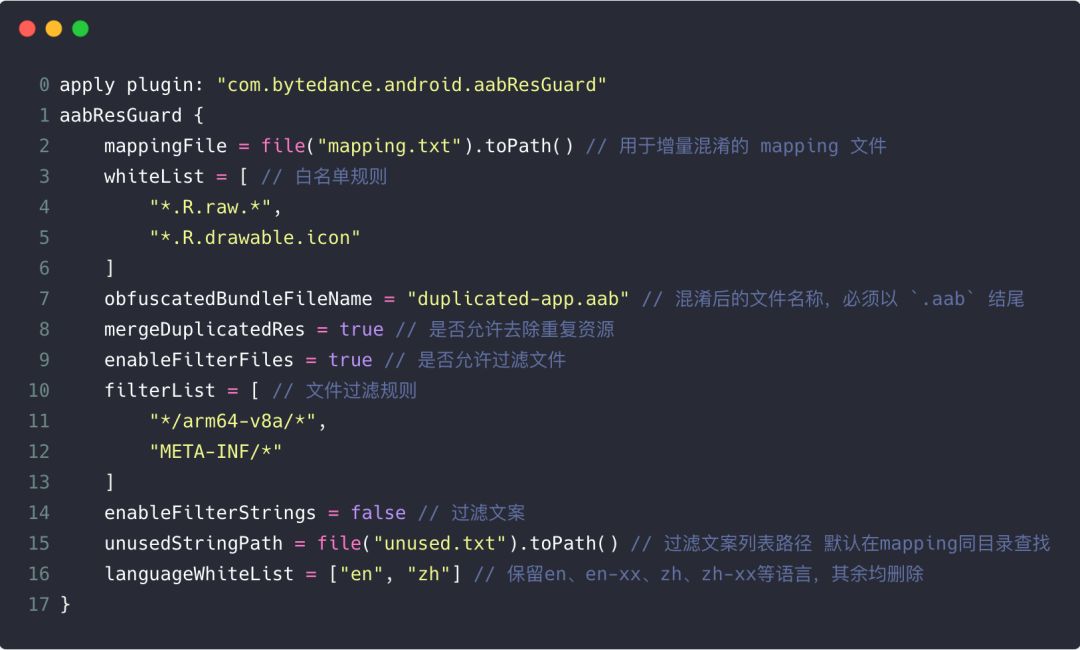 0 apply plugin: "com.bytedance.android.aabResGuard"
1 aabResGuard {
2     mappingFile = file("mapping.txt").toPath() // 用于增量混淆的 mapping 文件
3     whiteList = [ // 白名单规则
4         "*.R.raw.*",
5         "*.R.drawable.icon"
6     ]
7     obfuscatedBundleFileName = "duplicated-app.aab" // 混淆后的文件名称，必须以 `.aab` 结尾
8     mergeDuplicatedRes = true // 是否允许去除重复资源
9     enableFilterFiles = true // 是否允许过滤文件
10     filterList = [ // 文件过滤规则
11         "*/arm64-v8a/*",
12         "META-INF/*"
13     ]
14     enableFilterStrings = false // 过滤文案
15     unusedStringPath = file("unused.txt").toPath() // 过滤文案列表路径 默认在mapping同目录查找
16     languageWhiteList = ["en", "zh"] // 保留en、en-xx、zh、zh-xx等语言，其余均删除
17 }